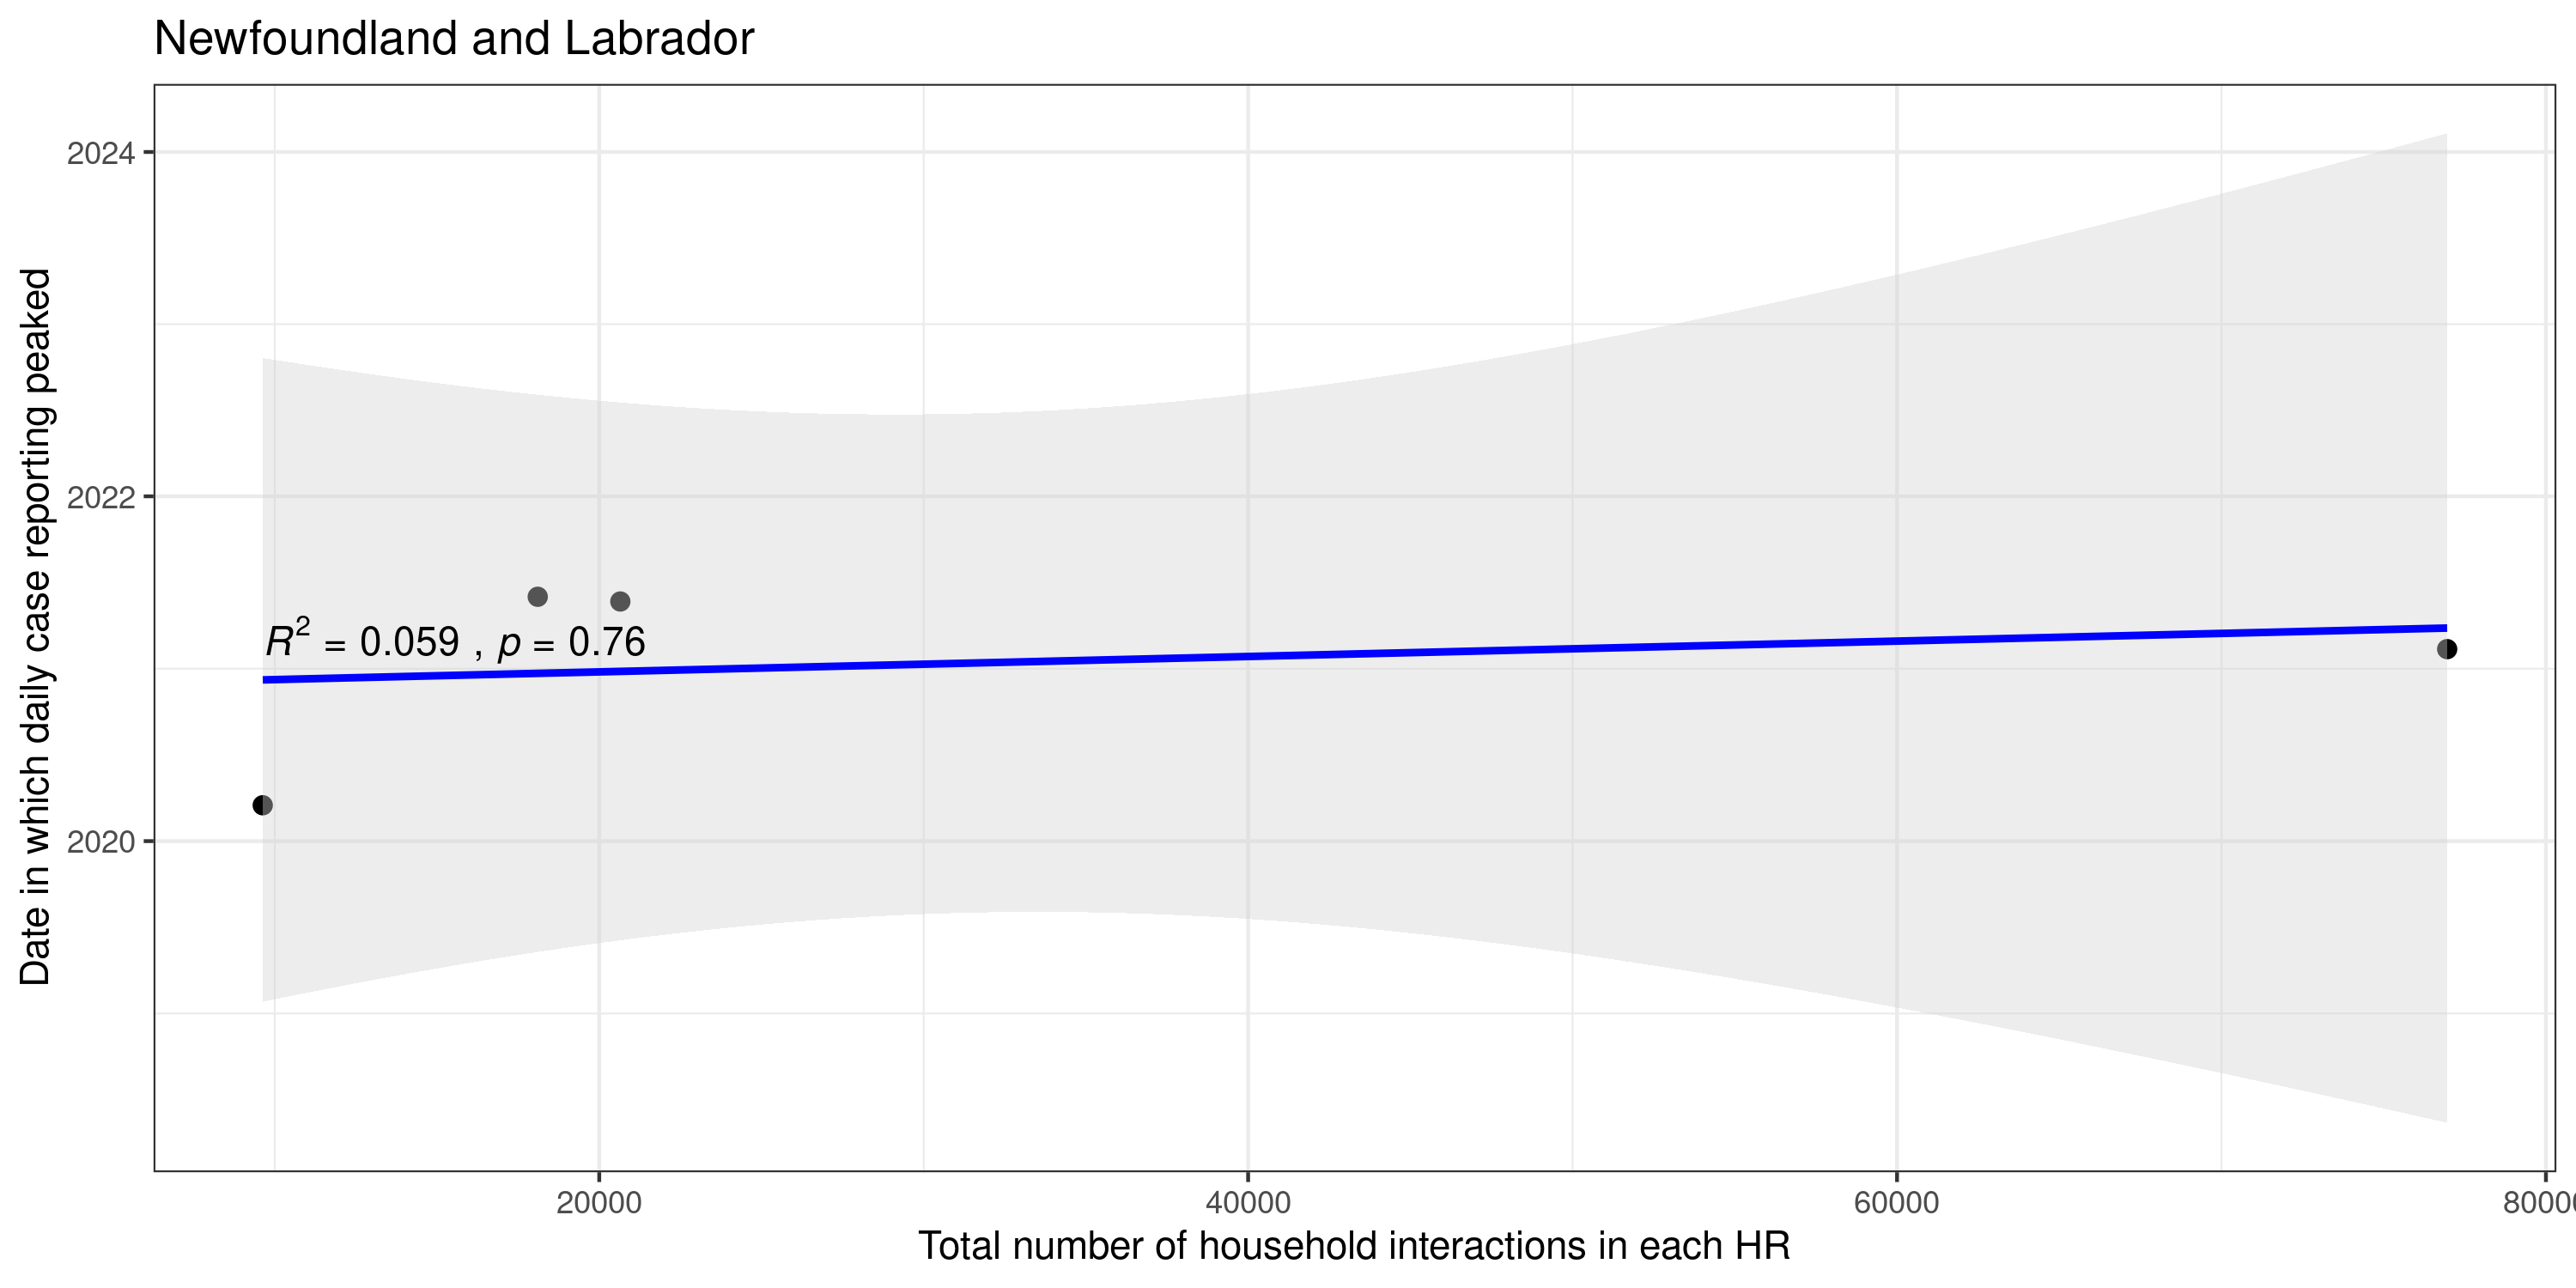 Newfoundland and Labrador
Date in which daily case reporting peaked
2024
2022
2020
R² = 0.059 , p = 0.76
20000
40000
60000
Total number of household interactions in each HR